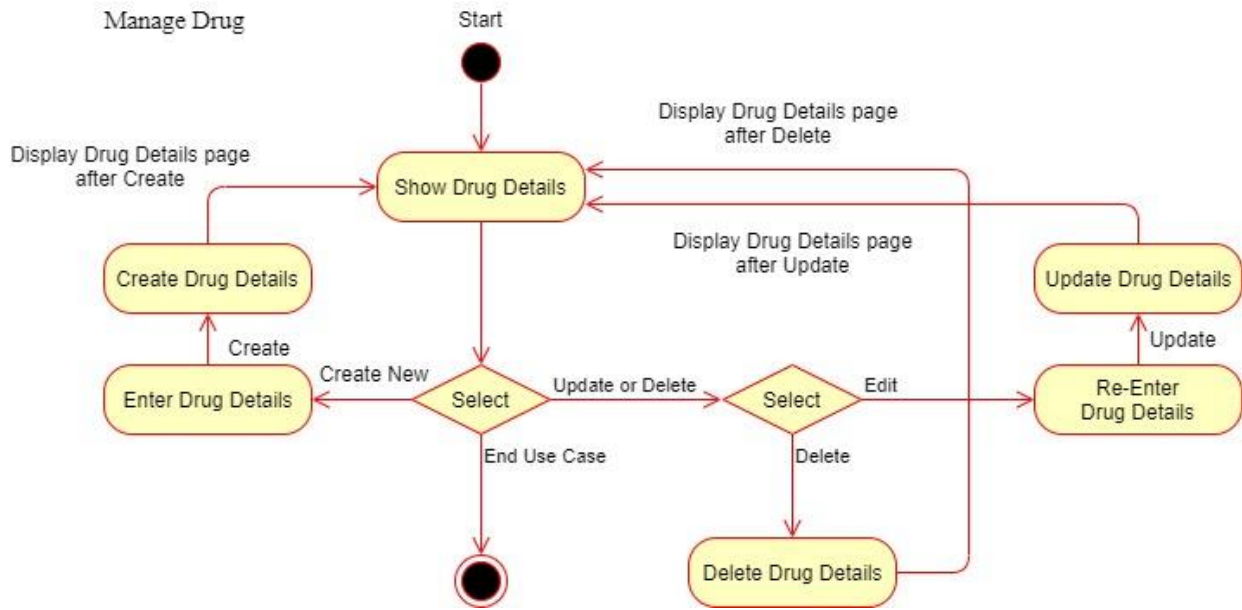 Manage Drug
Start
Display Drug Details page
after Delete
Display Drug Details page
after Create
Show Drug Details
Display Drug Details page
after Update
Create Drug Details
Update Drug Details
Create
Update
Create New
Enter Drug Details
Select
Update or Delete
Select
Edit
Re-Enter
Drug Details
End Use Case
Delete
Delete Drug Details